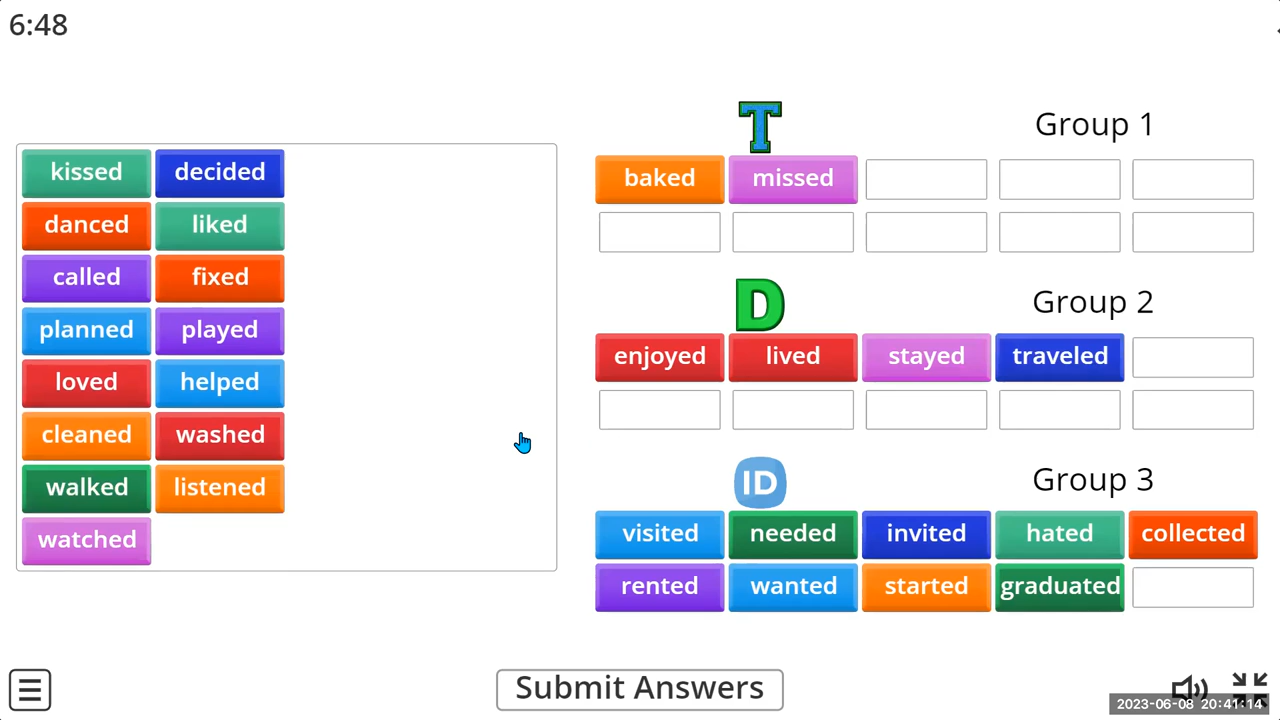 6:48
kissed decided
danced liked
called fixed
planned played
loved helped
cleaned washed
walked listened
watched
T Group 1
baked missed
D Group 2
enjoyed lived stayed traveled
ID Group 3
visited needed invited hated collected
rented wanted started graduated
Submit Answers
2023-06-08 20:41:14